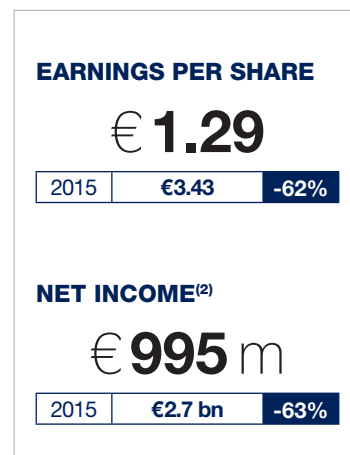 EARNINGS PER SHARE
€1.29
2015 €3.43 -62%
NET INCOME(2)
€995 m
2015 €2.7 bn -63%